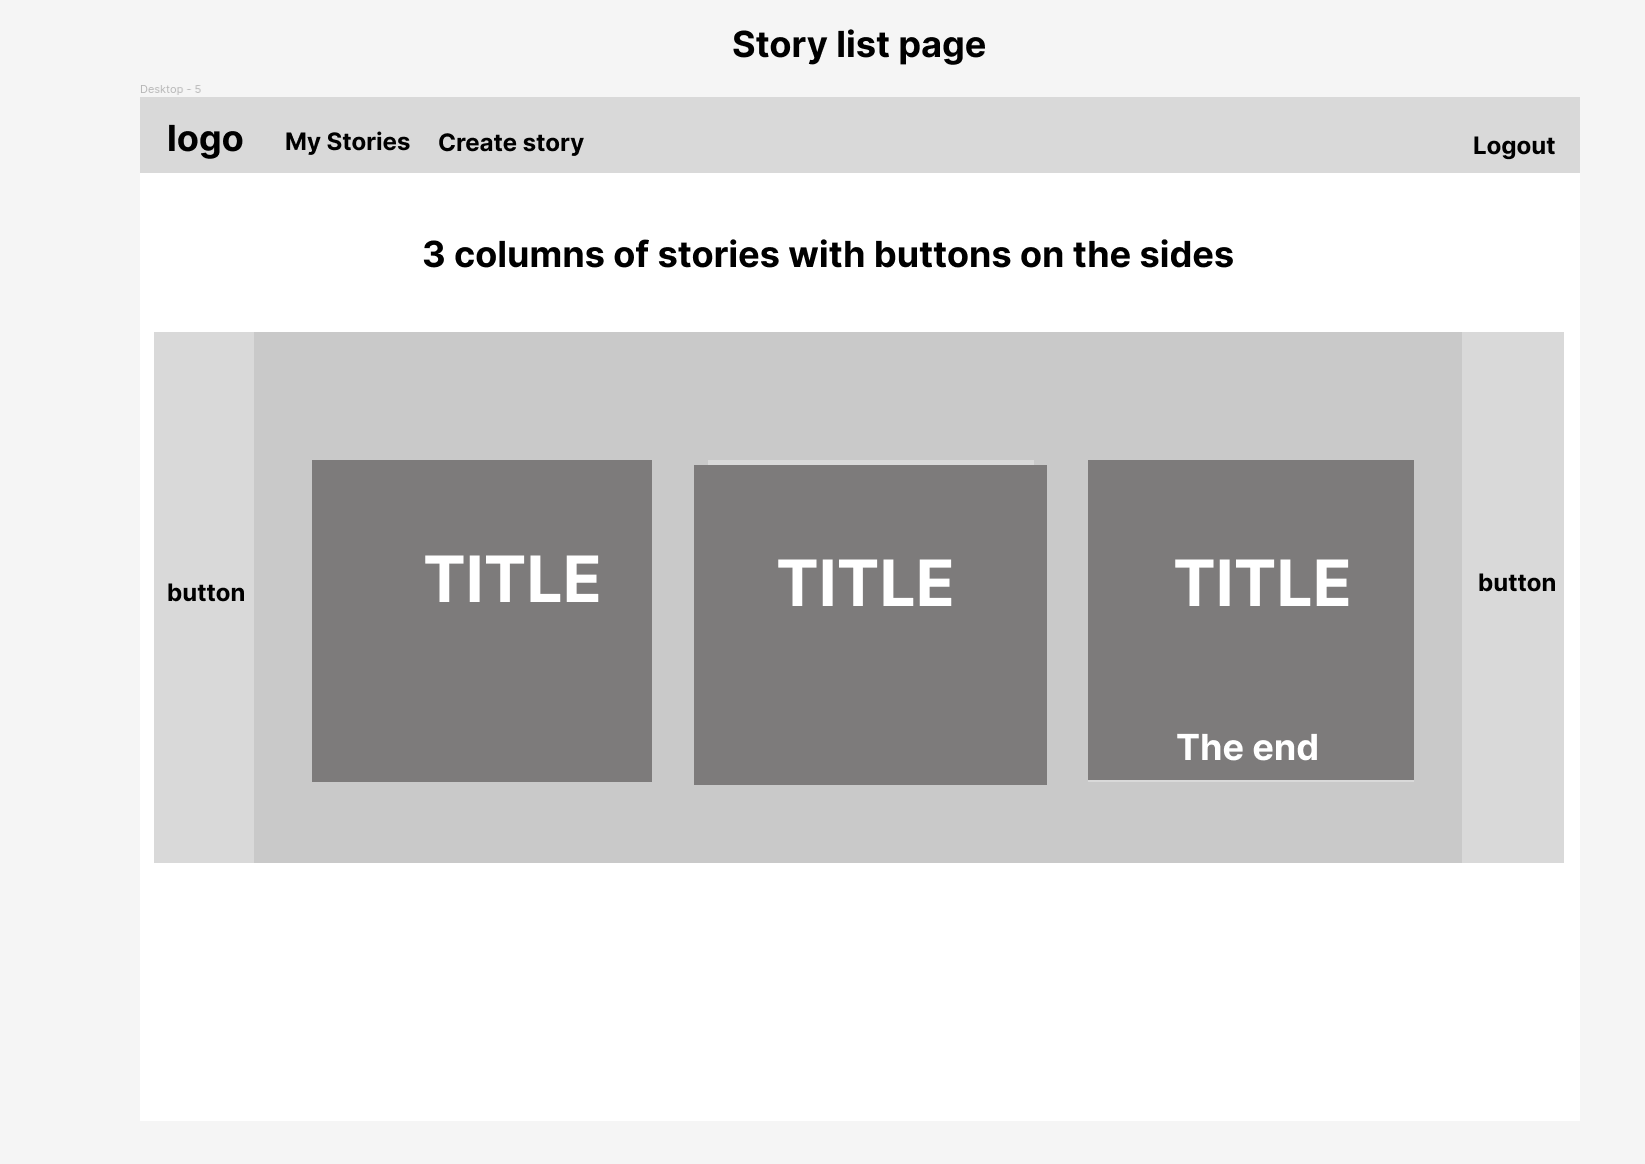 Story list page
Desktop - 5
logo
My Stories
Create story
Logout
3 columns of stories with buttons on the sides
button
TITLE
TITLE
TITLE
button
The end